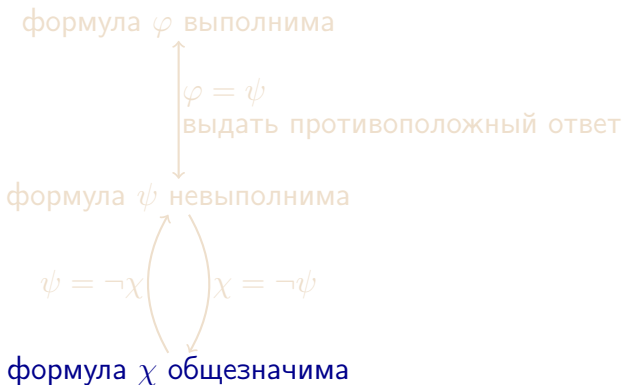 формула φ выполнима
φ = ψ
выдать противоположный ответ
формула ψ невыполнима
ψ = ¬χ
χ = ¬ψ
формула χ общезначима